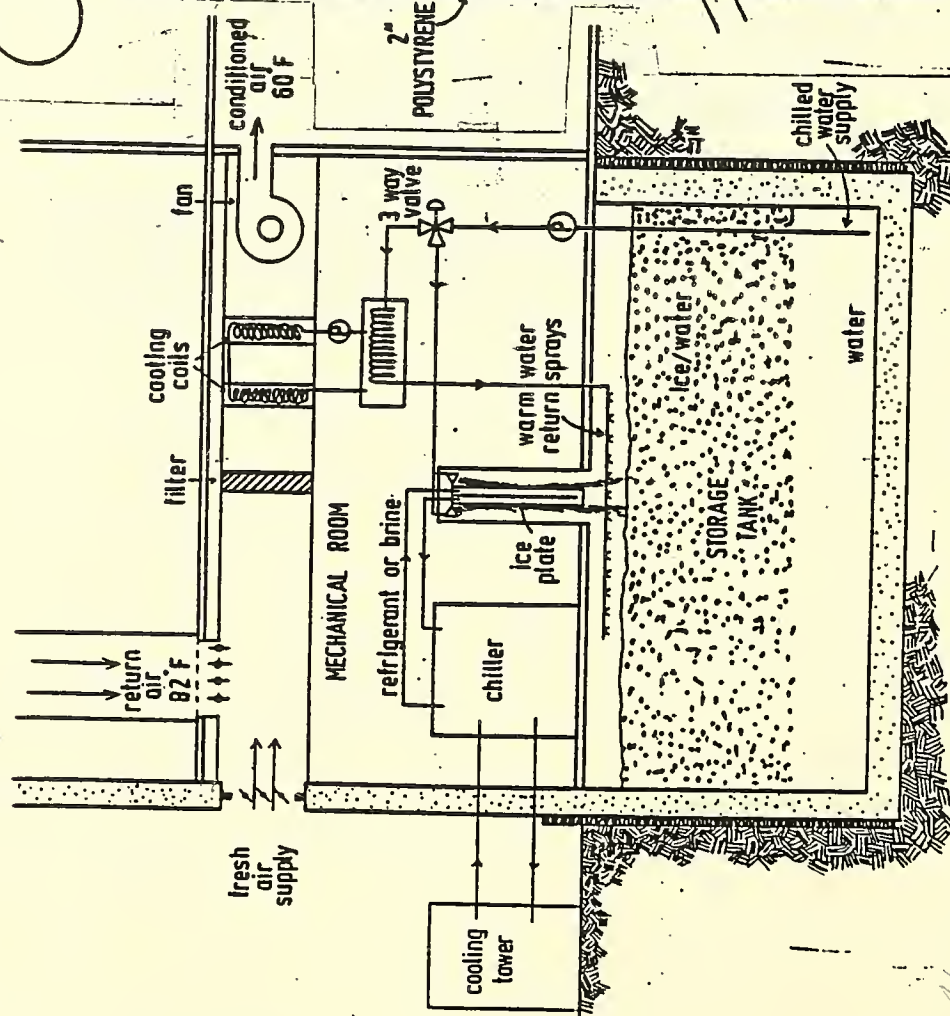 return
air
82°F
filter
cooling
coils
fan
conditioned
air
60°F
2"
POLYSTYRENE
fresh
air
supply
MECHANICAL ROOM
3 way
valve
P
refrigerant or brine
chiller
ice
plate
warm water
return sprays
P
cooling
tower
STORAGE
TANK
Ice/water
water
chilled
water
supply